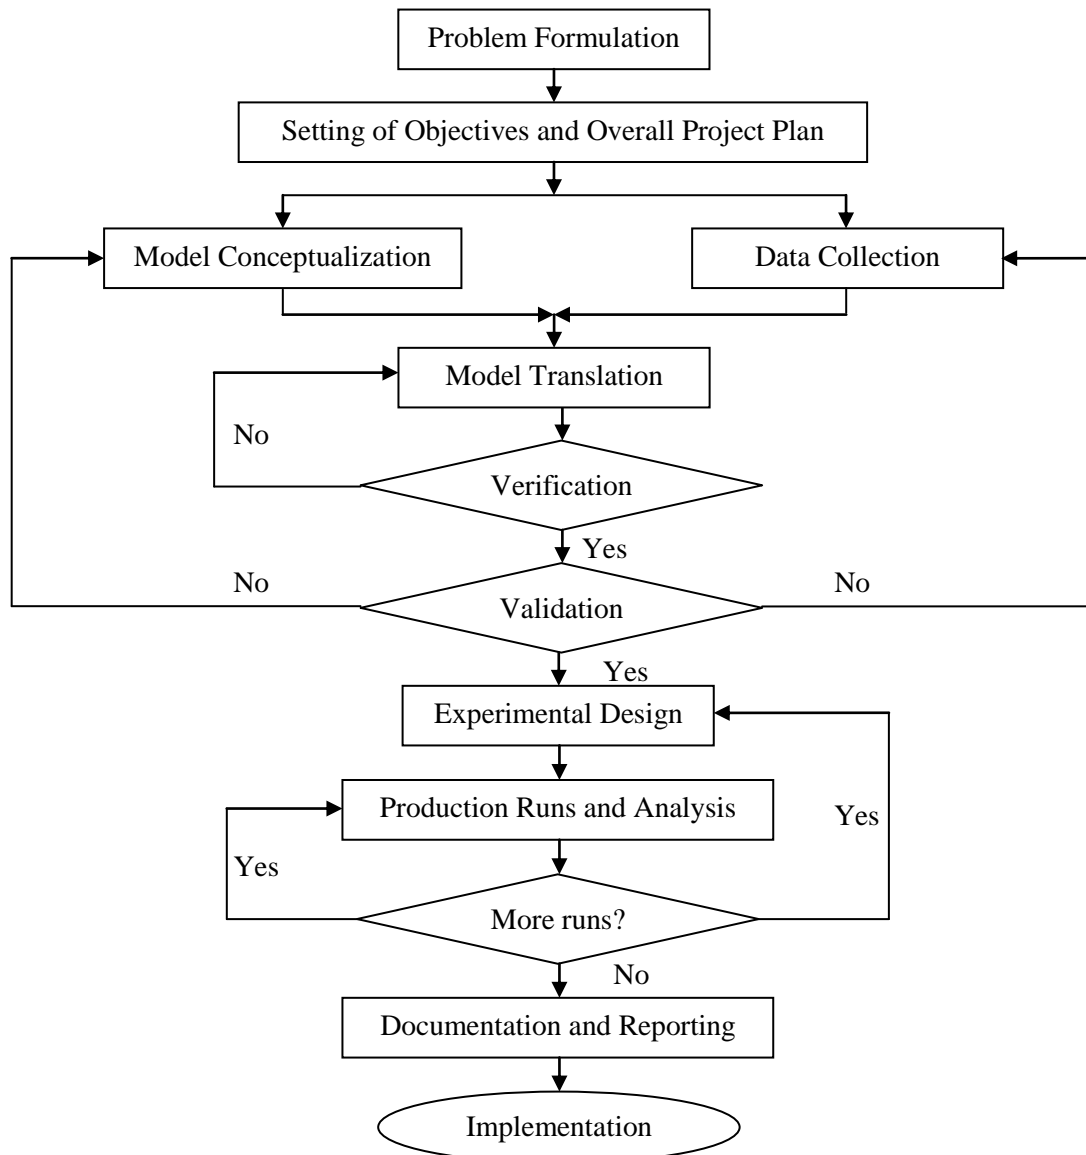 Problem Formulation
Setting of Objectives and Overall Project Plan
Model Conceptualization
Data Collection
Model Translation
No
Verification
Yes
No
No
Validation
Yes
Experimental Design
Production Runs and Analysis
Yes
Yes
More runs?
No
Documentation and Reporting
Implementation